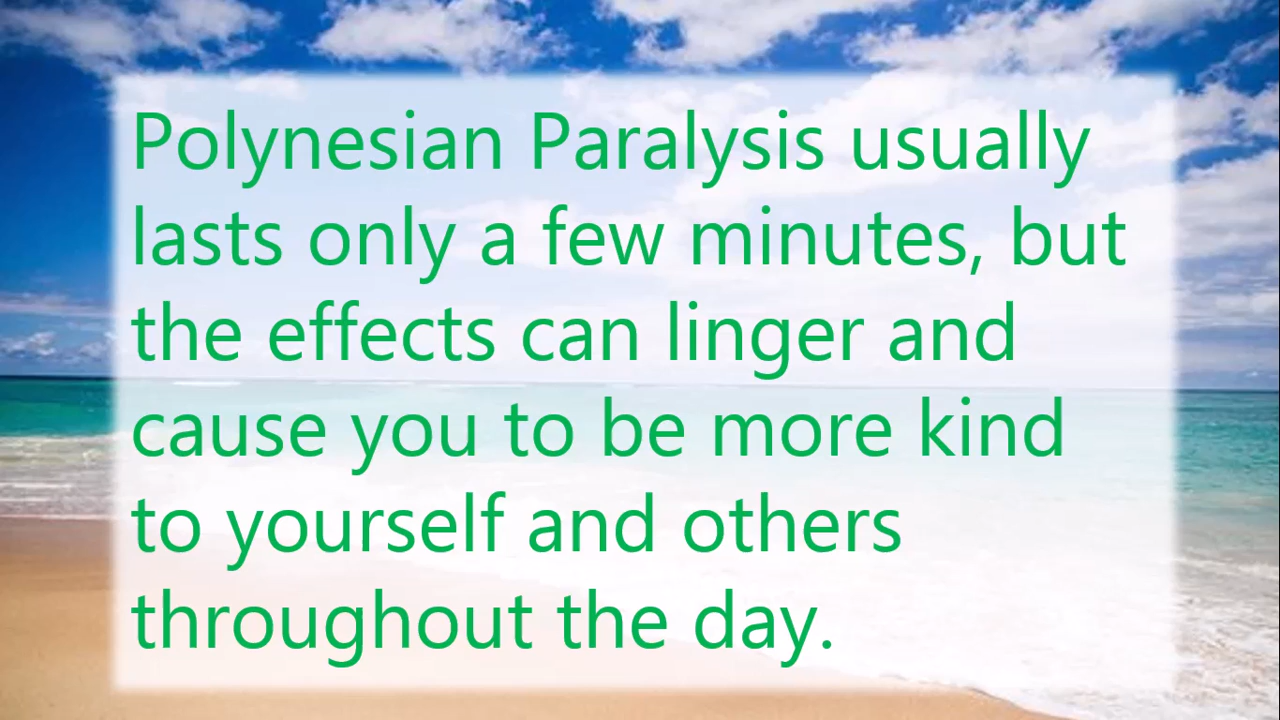 Polynesian Paralysis usually
lasts only a few minutes, but
the effects can linger and
cause you to be more kind
to yourself and others
throughout the day.